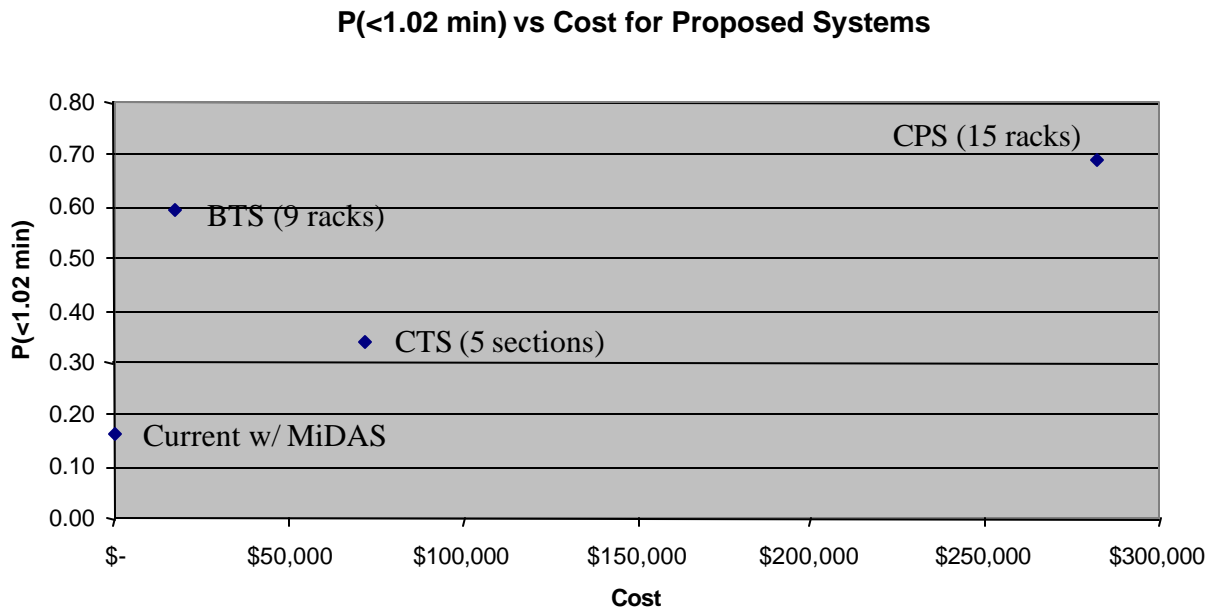 P(<1.02 min) vs Cost for Proposed Systems
0.80
0.70
0.60
0.50
0.40
0.30
0.20
0.10
0.00
P(<1.02 min)
CPS (15 racks)
BTS (9 racks)
CTS (5 sections)
Current w/ MiDAS
$- $50,000 $100,000 $150,000 $200,000 $250,000 $300,000
Cost